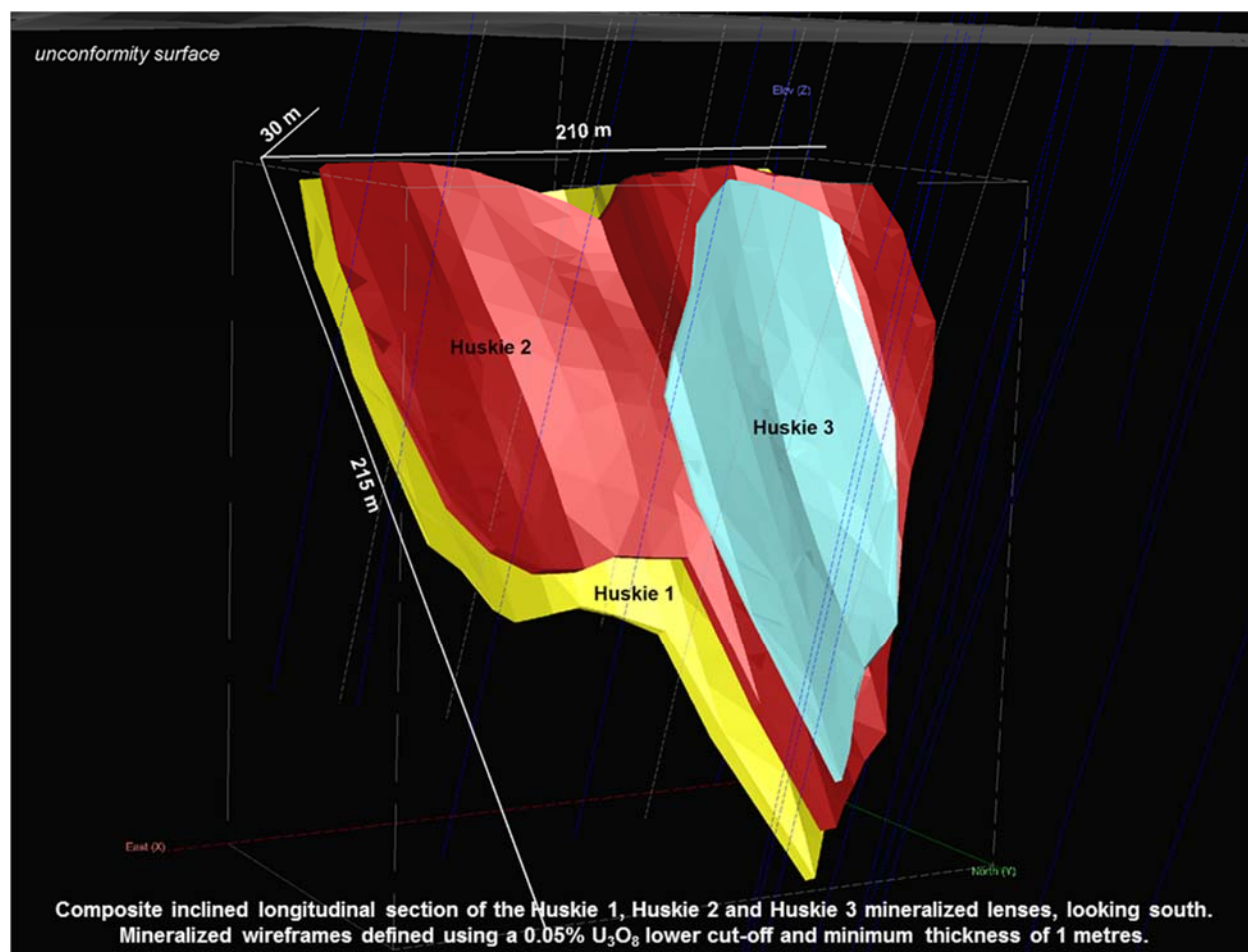 unconformity surface
Elev (Z)
30 m
210 m
Huskie 2
Huskie 3
215 m
Huskie 1
East (X)
North (Y)
Composite inclined longitudinal section of the Huskie 1, Huskie 2 and Huskie 3 mineralized lenses, looking south.
Mineralized wireframes defined using a 0.05% U₃O₈ lower cut-off and minimum thickness of 1 metres.